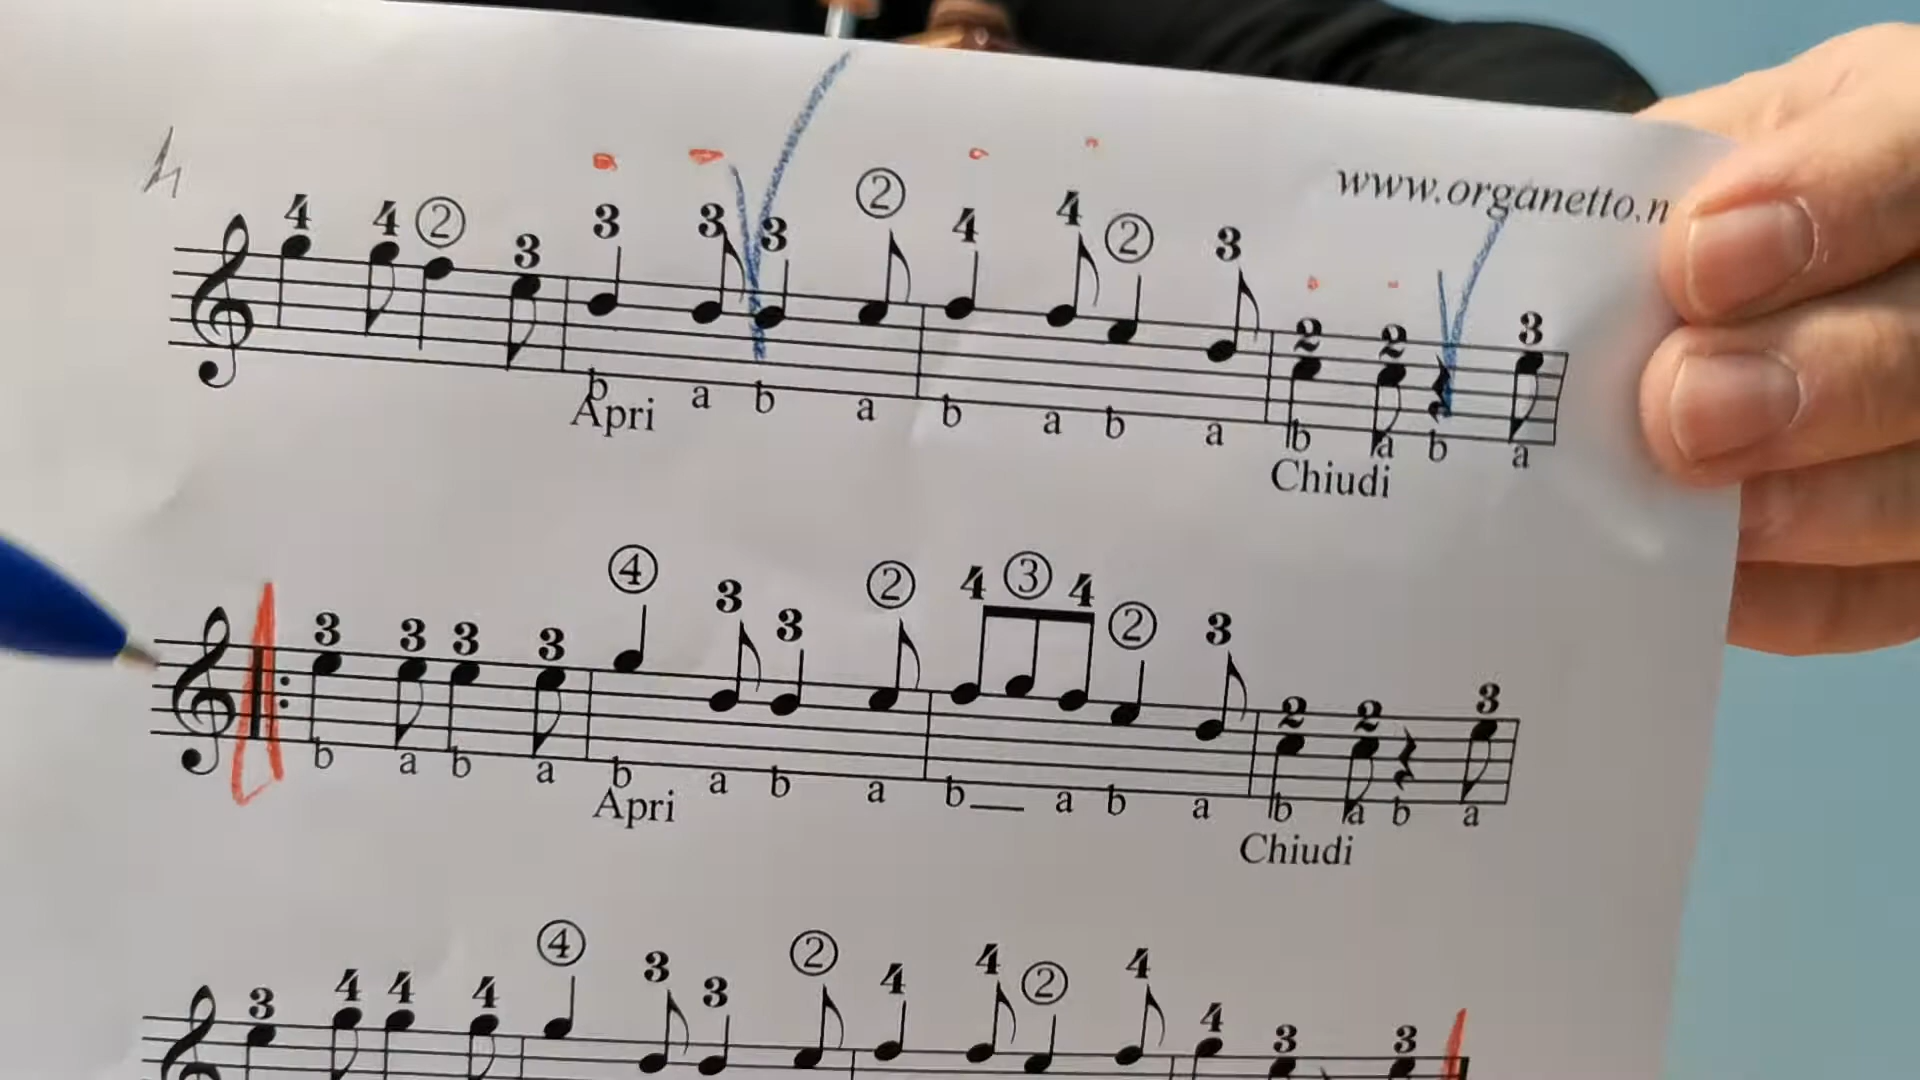 www.organetto.n
4 4 ② 3 3 3 3 ② 4 4 ② 3 2 2 3
b a b a b a b a b a b a
Apri Chiudi
3 3 3 3 ④ 3 3 ② 4 ③ 4 ② 3 2 2 3
b a b a b a b a b__ a b a b a b a
Apri Chiudi
3 4 4 4 ④ 3 3 ② 4 4 ② 4 4 3 3